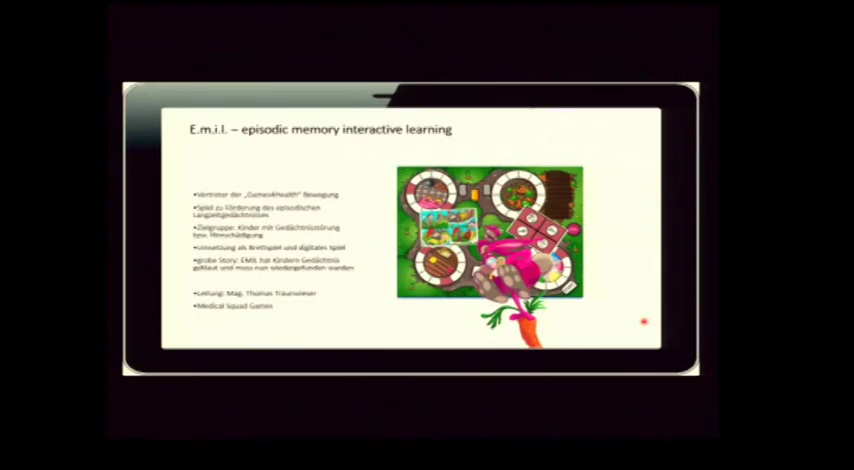 E.m.i.l. – episodic memory interactive learning
•Vertreter der „Games4Health“ Bewegung
•Spiel zu Förderung des episodischen
Langzeitgedächtnisses
•Zielgruppe: Kinder mit Gedächtnisstörung
bzw. Hirnschädigung
•Umsetzung als Brettspiel und digitales Spiel
•grobe Story: EMIL hat Kindern Gedächtnis
geklaut und muss nun wiedergefunden warden
•Leitung: Mag. Thomas Traunwieser
•Medical Squad Games